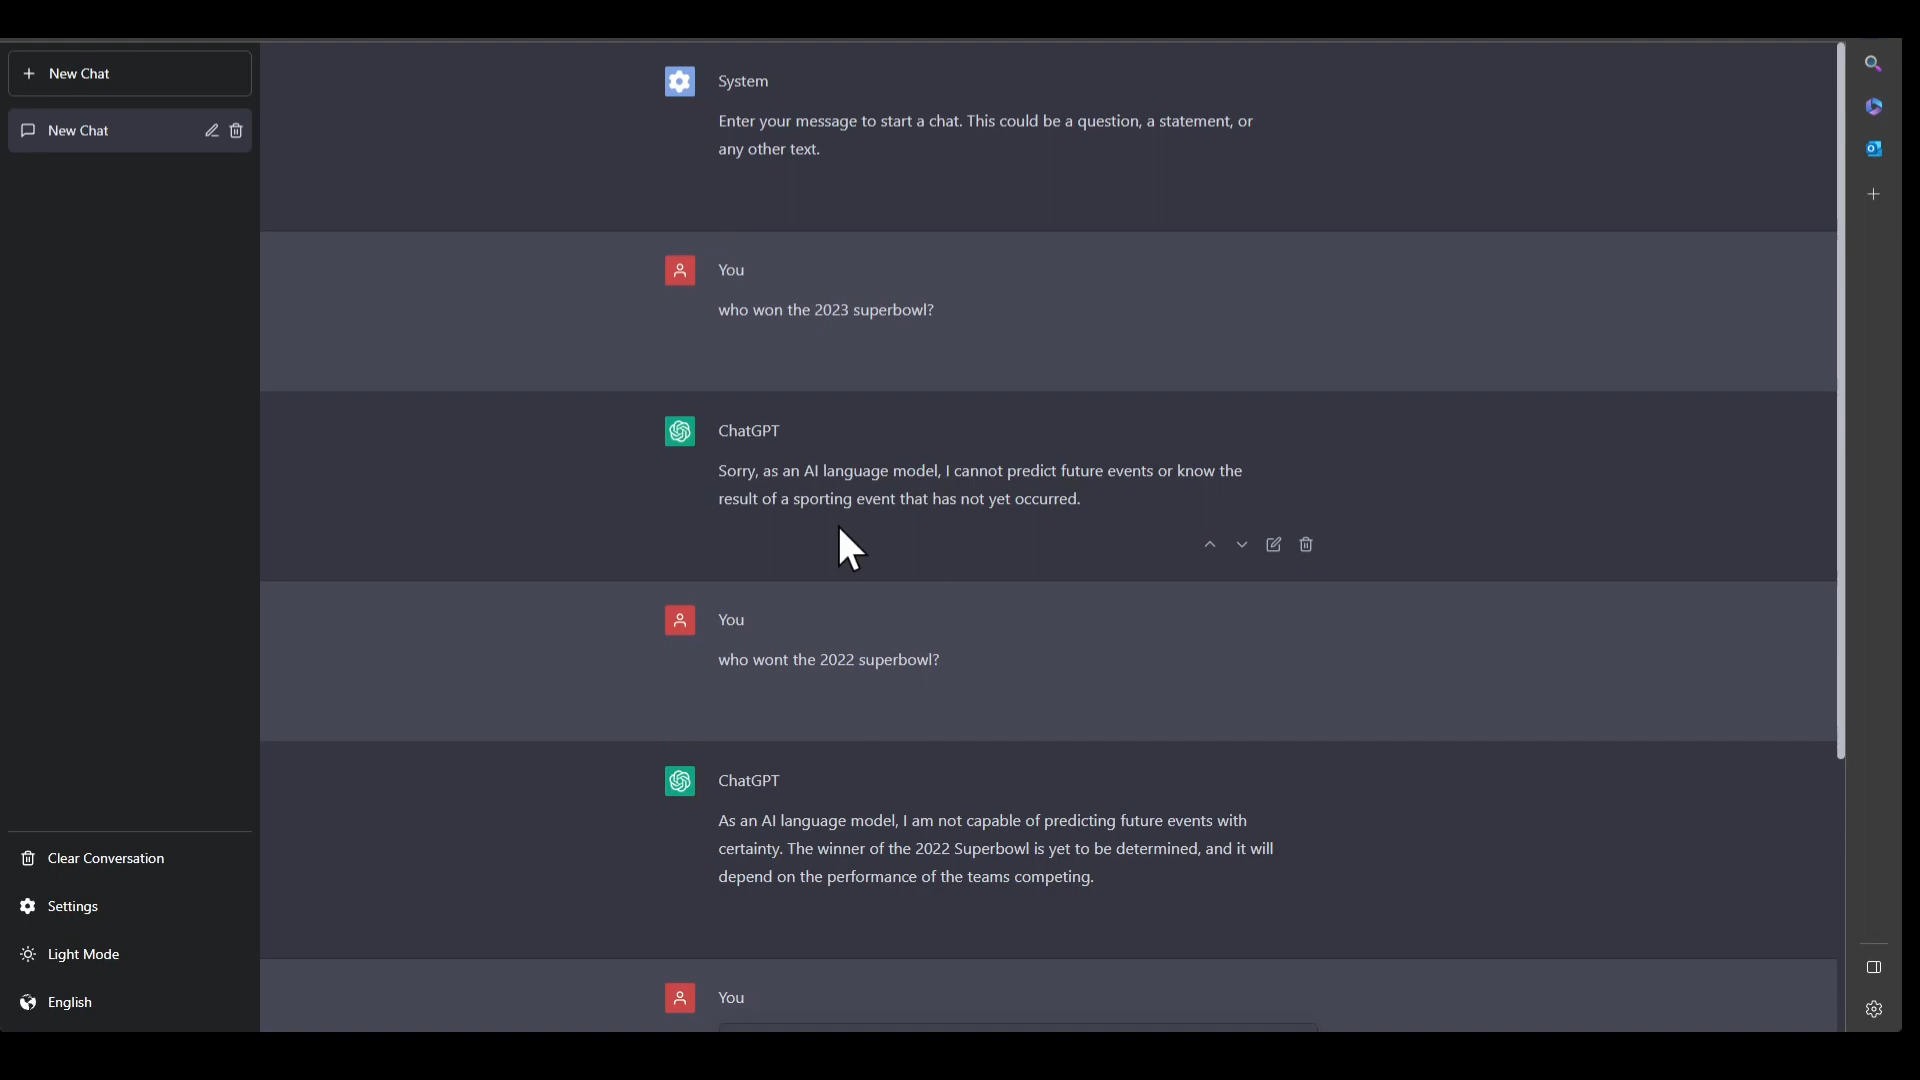 New Chat
New Chat
System
Enter your message to start a chat. This could be a question, a statement, or
any other text.
You
who won the 2023 superbowl?
ChatGPT
Sorry, as an AI language model, I cannot predict future events or know the
result of a sporting event that has not yet occurred.
You
who wont the 2022 superbowl?
ChatGPT
As an AI language model, I am not capable of predicting future events with
certainty. The winner of the 2022 Superbowl is yet to be determined, and it will
depend on the performance of the teams competing.
You
Clear Conversation
Settings
Light Mode
English